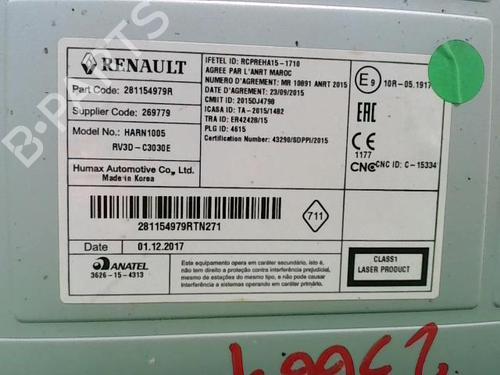 RENAULT
Part Code: 281154979R
Supplier Code: 269779
Model No.: HARN1005
RV3D-C3030E
Humax Automotive Co., Ltd.
Made in Korea
IFETEL ID: RCPREHA15-1710
AGREE PAR L'ANRT MAROC
NUMERO D'AGREMENT: MR 10891 ANRT 2015
DATE D'AGREMENT: 23/09/2015
CMIIT ID: 2015DJ4798
ICASA ID: TA-2015/1482
TRA ID: ER42428/15
PLG ID: 4615
Certification Number: 43290/SDPPI/2015
E9 10R-05.1917
EAC
CE
1177
CNC CNC ID: C-15334
281154979RTN271
711
Date 01.12.2017
ANATEL
3626-15-4313
Este equipamento opera em caráter secundário, isto é,
não tem direito a proteção contra interferência
prejudicial, mesmo de estações do mesmo
tipo, e não pode causar
interferência a sistemas operando em caráter primário.
CLASS1
LASER PRODUCT
B-PARTS